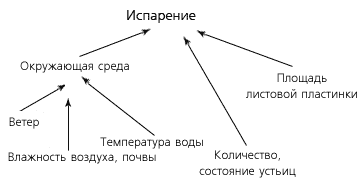 Испарение
Окружающая среда
Площадь
листовой пластинки
Ветер
Температура воды
Влажность воздуха, почвы
Количество,
состояние устьиц